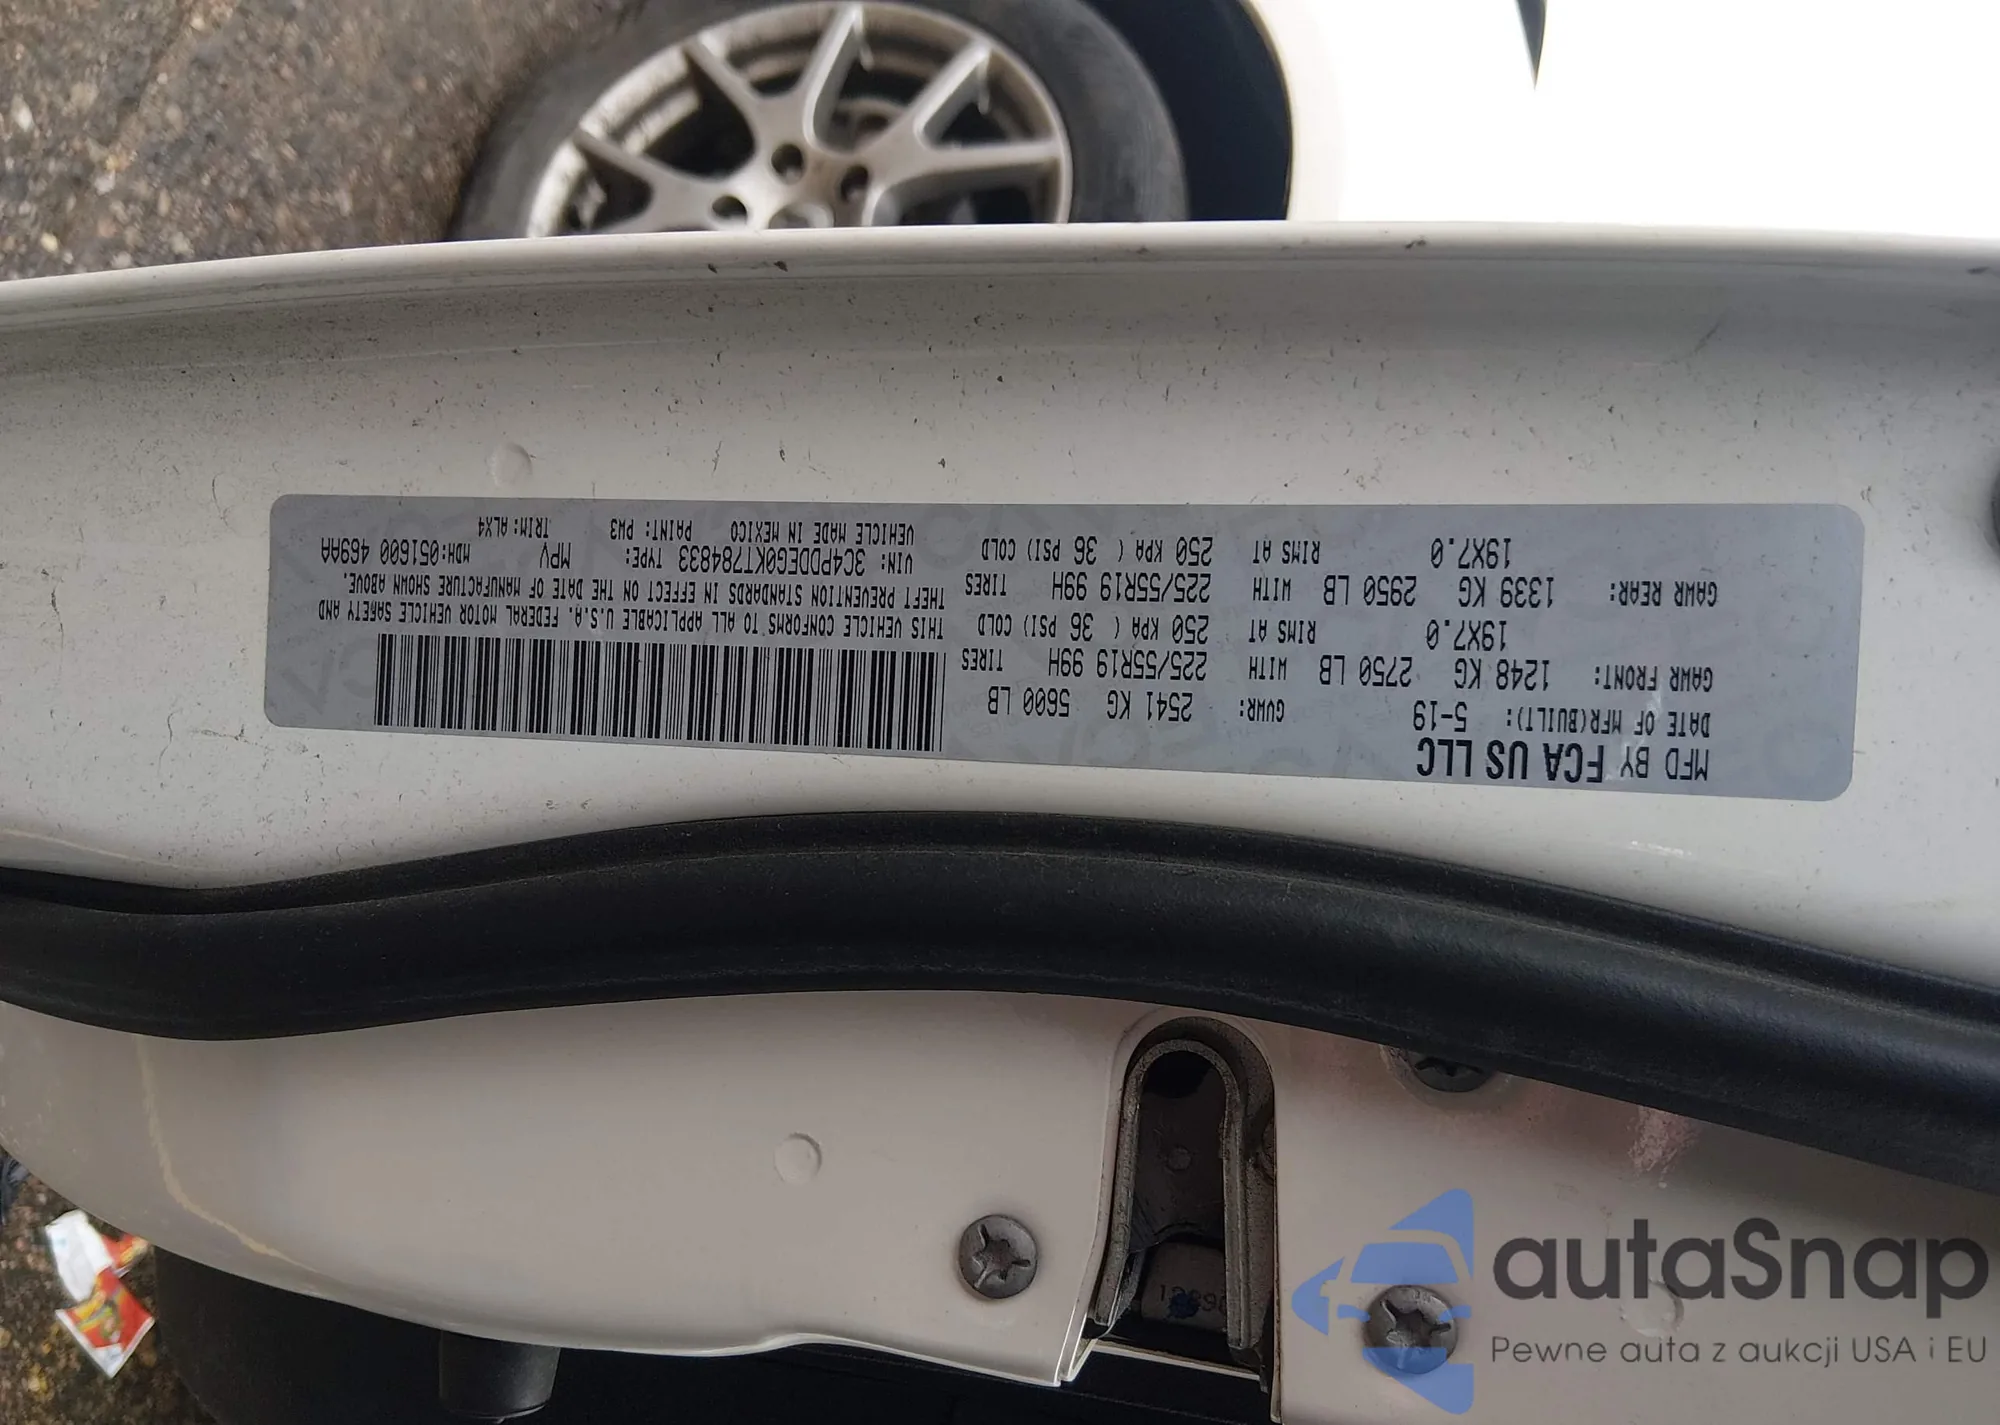 MFD BY FCA US LLC
DATE OF MFR(BUILT): 5-19 GVWR: 2541 KG 5600 LB
GAWR FRONT: 1248 KG 2750 LB WITH 225/55R19 99H TIRES
19X7.0 RIMS AT 250 KPA ( 36 PSI) COLD
GAWR REAR: 1339 KG 2950 LB WITH 225/55R19 99H TIRES
19X7.0 RIMS AT 250 KPA ( 36 PSI) COLD
THIS VEHICLE CONFORMS TO ALL APPLICABLE U.S.A. FEDERAL MOTOR VEHICLE SAFETY AND
THEFT PREVENTION STANDARDS IN EFFECT ON THE DATE OF MANUFACTURE SHOWN ABOVE.
VIN: 3C4PDDEG0KT784833 TYPE: MPV MDH:051600 469AA
VEHICLE MADE IN MEXICO PAINT: PW3 TRIM: ALX4
autaSnap
Pewne auta z aukcji USA i EU